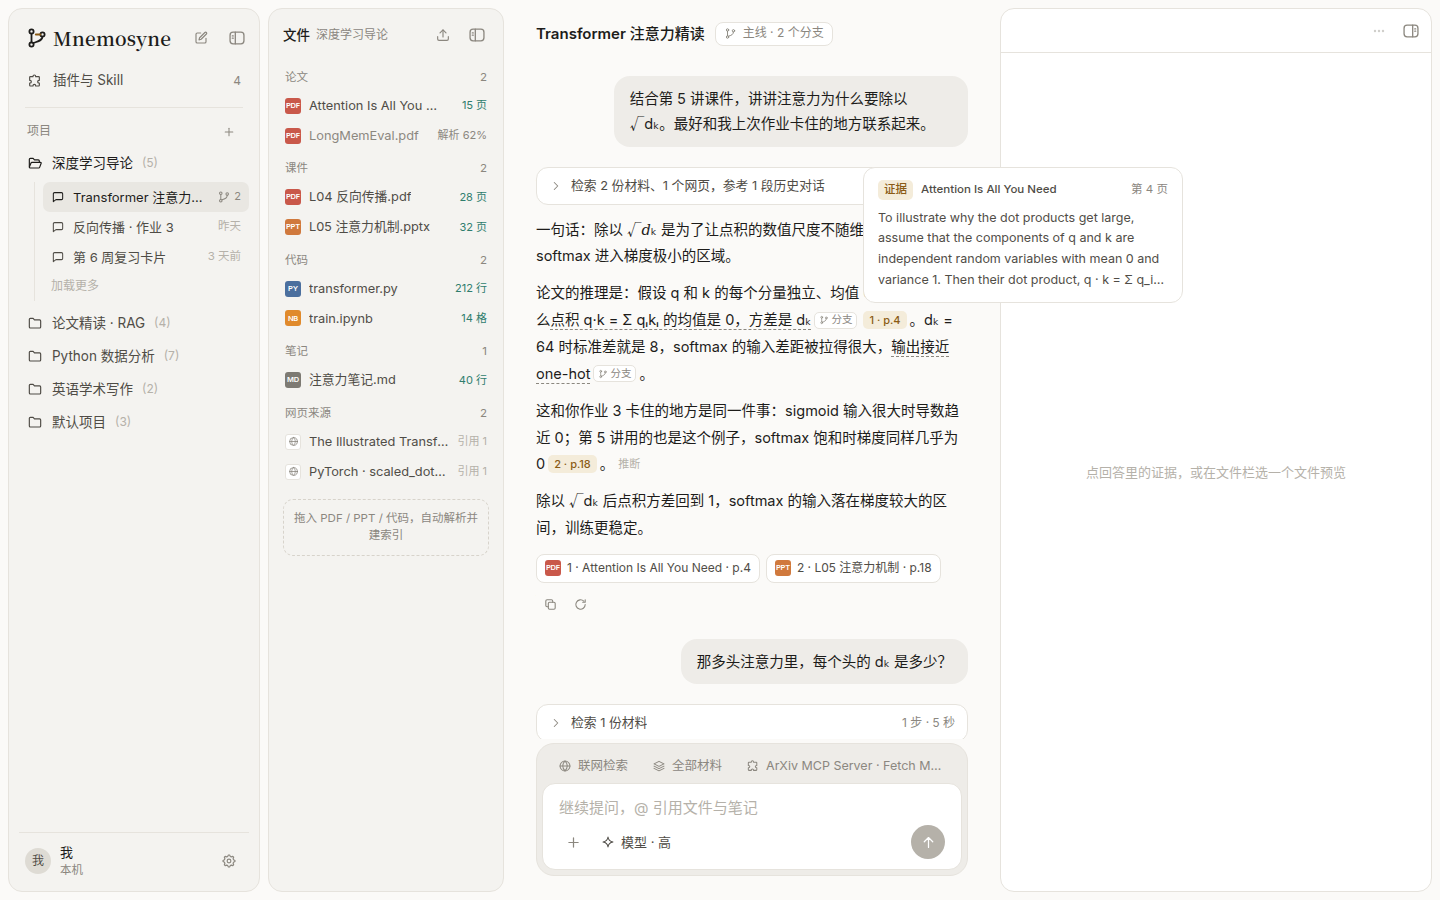 Mnemosyne
插件与 Skill 4
项目
深度学习导论 (5)
Transformer 注意力... 2
反向传播 · 作业 3 昨天
第 6 周复习卡片 3 天前
加载更多
论文精读 · RAG (4)
Python 数据分析 (7)
英语学术写作 (2)
默认项目 (3)
我 我
本机
文件 深度学习导论
论文 2
PDF Attention Is All You ... 15 页
PDF LongMemEval.pdf 解析 62%
课件 2
PDF L04 反向传播.pdf 28 页
PPT L05 注意力机制.pptx 32 页
代码 2
PY transformer.py 212 行
NB train.ipynb 14 格
笔记 1
MD 注意力笔记.md 40 行
网页来源 2
The Illustrated Transf... 引用 1
PyTorch · scaled_dot... 引用 1
拖入 PDF / PPT / 代码，自动解析并
建索引
Transformer 注意力精读 主线 · 2 个分支
结合第 5 讲课件，讲讲注意力为什么要除以
√dₖ。最好和我上次作业卡住的地方联系起来。
检索 2 份材料、1 个网页，参考 1 段历史对话
一句话：除以 √dₖ 是为了让点积的数值尺度不随维
softmax 进入梯度极小的区域。
论文的推理是：假设 q 和 k 的每个分量独立、均值
么点积 q·k = Σ qᵢkᵢ 的均值是 0，方差是 dₖ 分支 1 · p.4 。dₖ =
64 时标准差就是 8，softmax 的输入差距被拉得很大，输出接近
one-hot 分支 。
这和你作业 3 卡住的地方是同一件事：sigmoid 输入很大时导数趋
近 0；第 5 讲用的也是这个例子，softmax 饱和时梯度同样几乎为
0 2 · p.18 。 推断
除以 √dₖ 后点积方差回到 1，softmax 的输入落在梯度较大的区
间，训练更稳定。
PDF 1 · Attention Is All You Need · p.4 PPT 2 · L05 注意力机制 · p.18
那多头注意力里，每个头的 dₖ 是多少？
检索 1 份材料 1 步 · 5 秒
联网检索 全部材料 ArXiv MCP Server · Fetch M...
继续提问，@ 引用文件与笔记
模型 · 高
证据 Attention Is All You Need 第 4 页
To illustrate why the dot products get large,
assume that the components of q and k are
independent random variables with mean 0 and
variance 1. Then their dot product, q · k = Σ q_i...
点回答里的证据，或在文件栏选一个文件预览